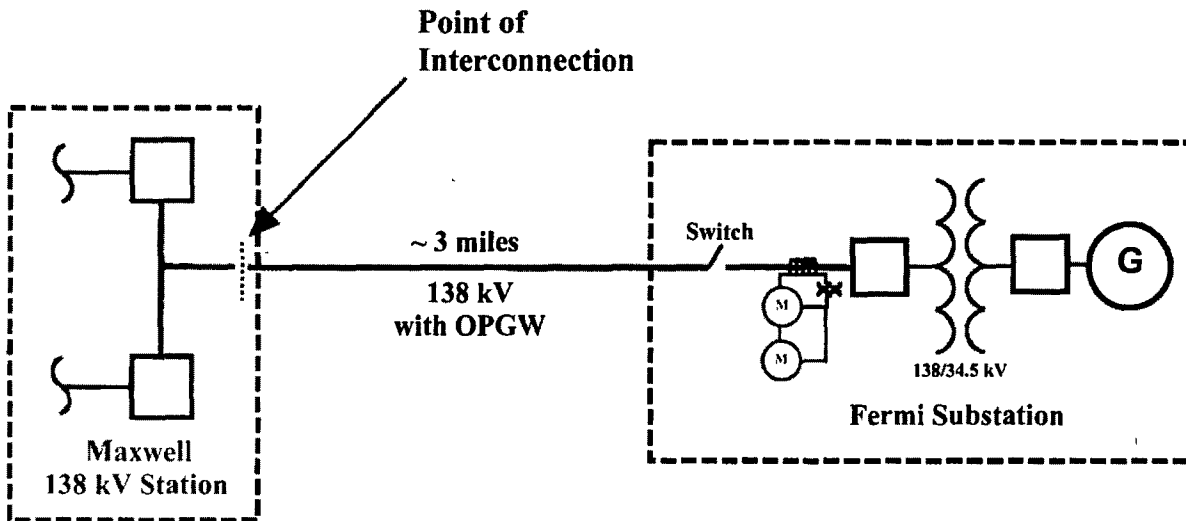 Point of
Interconnection
~ 3 miles
138 kV
with OPGW
Switch
M
M
G
138/34.5 kV
Fermi Substation
Maxwell
138 kV Station